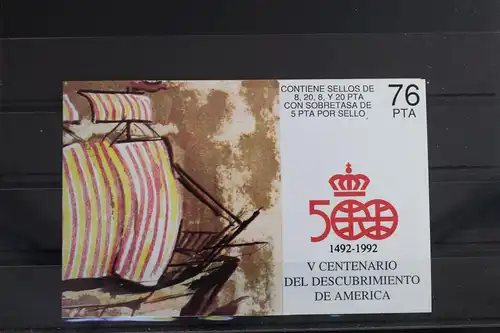 CONTIENE SELLOS DE
8, 20, 8, Y 20 PTA
CON SOBRETASA DE
5 PTA POR SELLO
76
PTA
500
1492-1992
V CENTENARIO
DEL DESCUBRIMIENTO
DE AMERICA